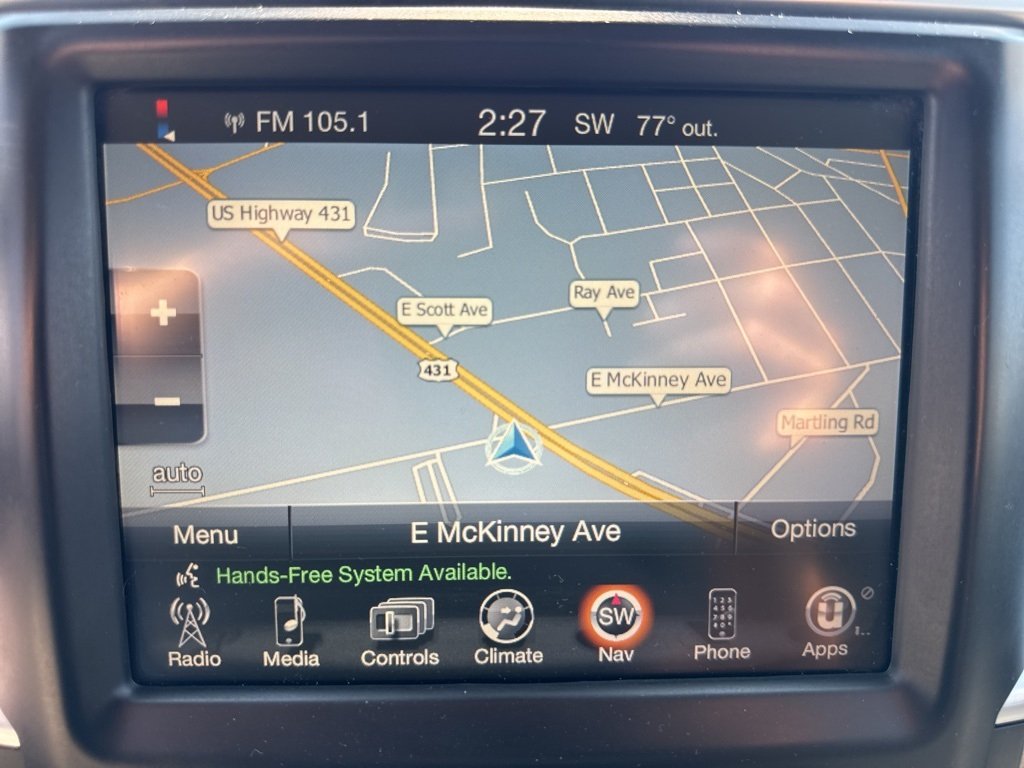 FM 105.1 2:27 SW 77° out.
US Highway 431
Ray Ave
E Scott Ave
431
E McKinney Ave
Martling Rd
+
−
auto
Menu E McKinney Ave Options
Hands-Free System Available.
SW
Radio Media Controls Climate Nav Phone Apps